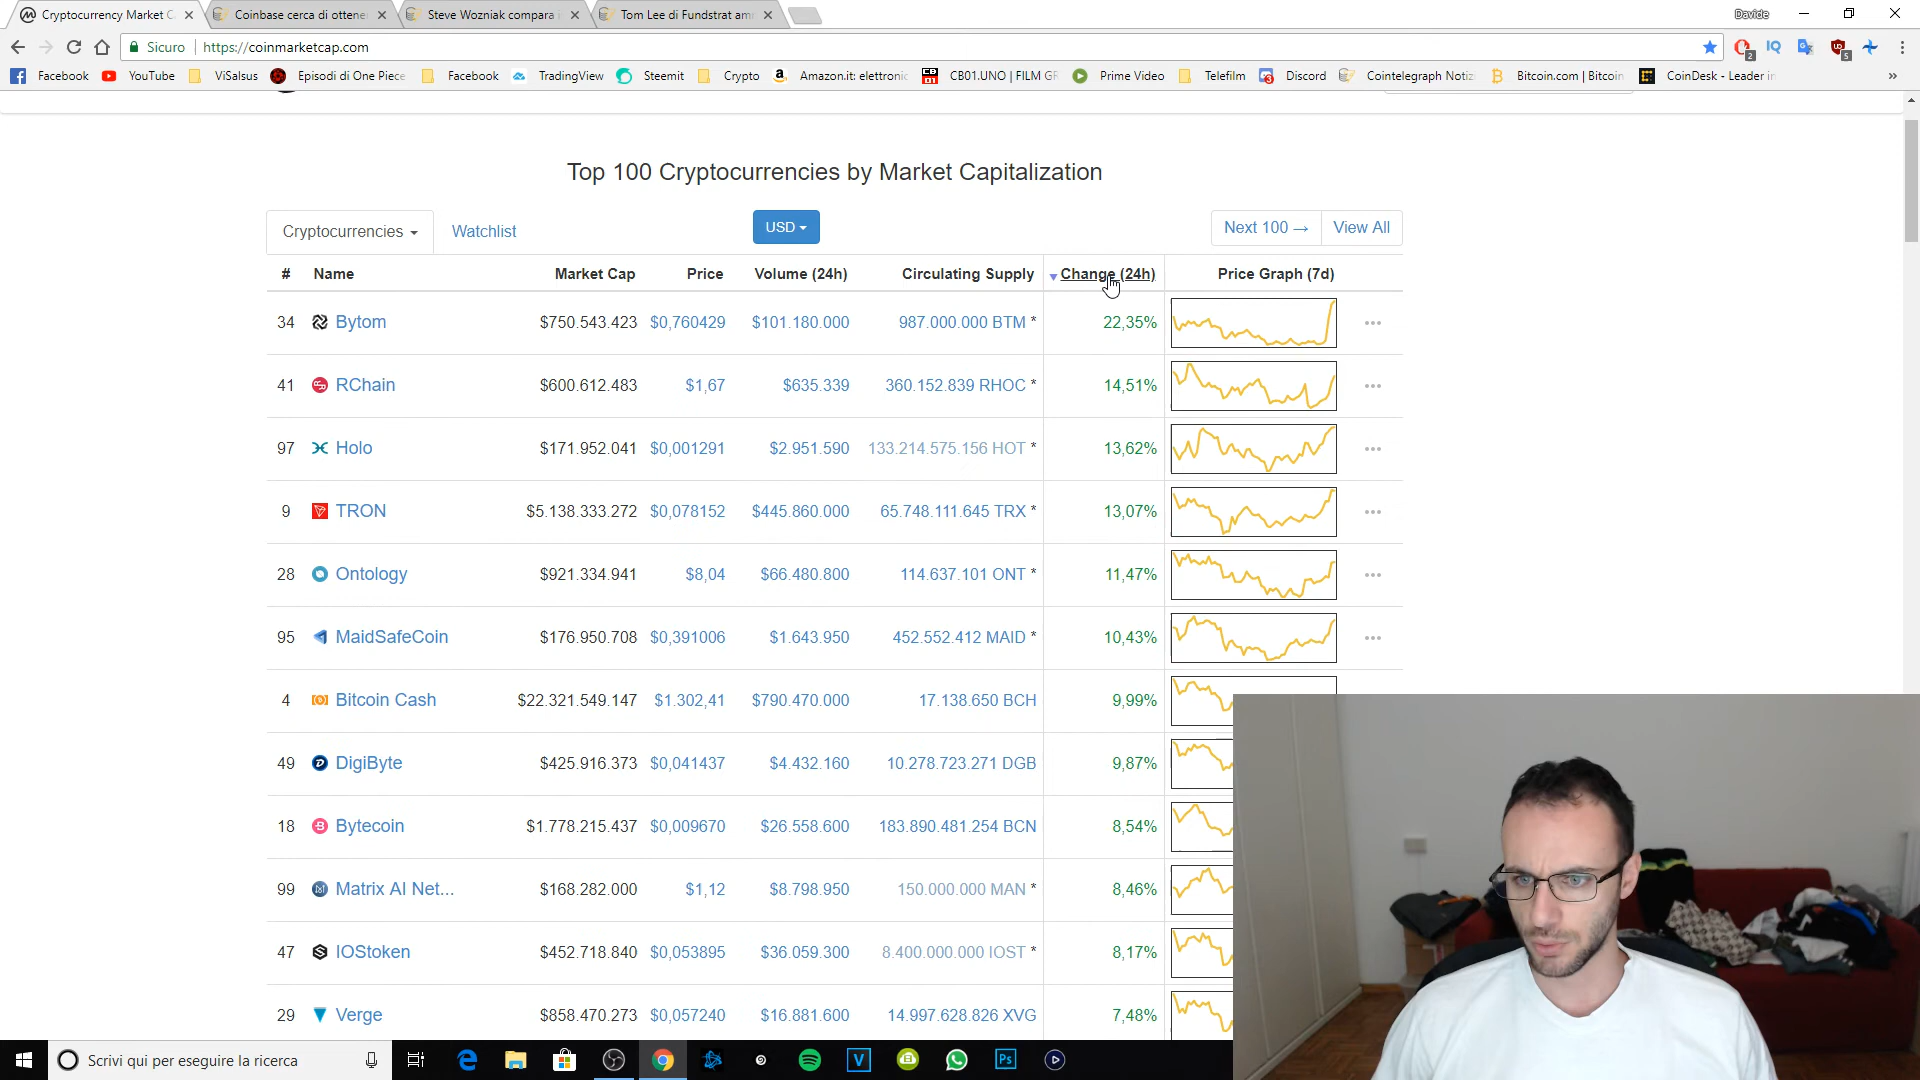 Cryptocurrency Market C
Coinbase cerca di ottene
Steve Wozniak compara
Tom Lee di Fundstrat am
Davide
Sicuro
https://coinmarketcap.com
Facebook
YouTube
ViSalsus
Episodi di One Piece
Facebook
TradingView
Steemit
Crypto
Amazon.it: elettronic
CB01.UNO | FILM GR
Prime Video
Telefilm
Discord
Cointelegraph Notiz
Bitcoin.com | Bitcoin
CoinDesk - Leader i
Top 100 Cryptocurrencies by Market Capitalization
Cryptocurrencies Watchlist USD Next 100 → View All
# Name Market Cap Price Volume (24h) Circulating Supply Change (24h) Price Graph (7d)
34 Bytom $750.543.423 $0,760429 $101.180.000 987.000.000 BTM * 22,35%
41 RChain $600.612.483 $1,67 $635.339 360.152.839 RHOC * 14,51%
97 Holo $171.952.041 $0,001291 $2.951.590 133.214.575.156 HOT * 13,62%
9 TRON $5.138.333.272 $0,078152 $445.860.000 65.748.111.645 TRX * 13,07%
28 Ontology $921.334.941 $8,04 $66.480.800 114.637.101 ONT * 11,47%
95 MaidSafeCoin $176.950.708 $0,391006 $1.643.950 452.552.412 MAID * 10,43%
4 Bitcoin Cash $22.321.549.147 $1.302,41 $790.470.000 17.138.650 BCH 9,99%
49 DigiByte $425.916.373 $0,041437 $4.432.160 10.278.723.271 DGB 9,87%
18 Bytecoin $1.778.215.437 $0,009670 $26.558.600 183.890.481.254 BCN 8,54%
99 Matrix AI Net... $168.282.000 $1,12 $8.798.950 150.000.000 MAN * 8,46%
47 IOStoken $452.718.840 $0,053895 $36.059.300 8.400.000.000 IOST * 8,17%
29 Verge $858.470.273 $0,057240 $16.881.600 14.997.628.826 XVG 7,48%
Scrivi qui per eseguire la ricerca